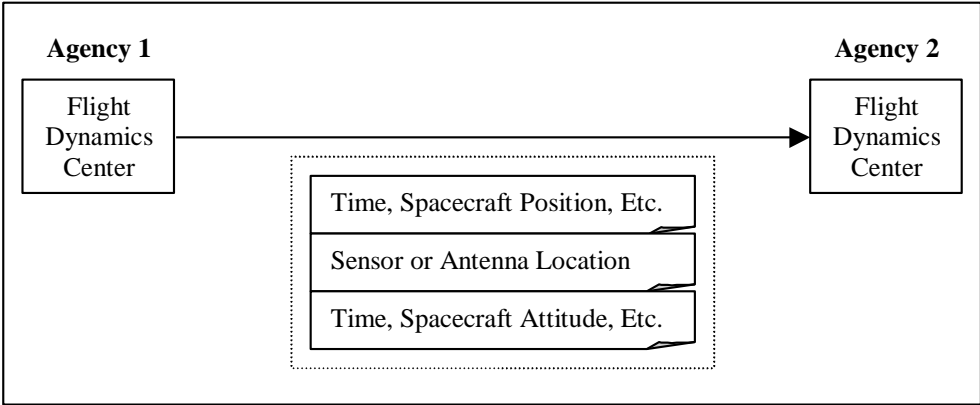 Agency 1
Agency 2
Flight
Dynamics
Center
Flight
Dynamics
Center
Time, Spacecraft Position, Etc.
Sensor or Antenna Location
Time, Spacecraft Attitude, Etc.